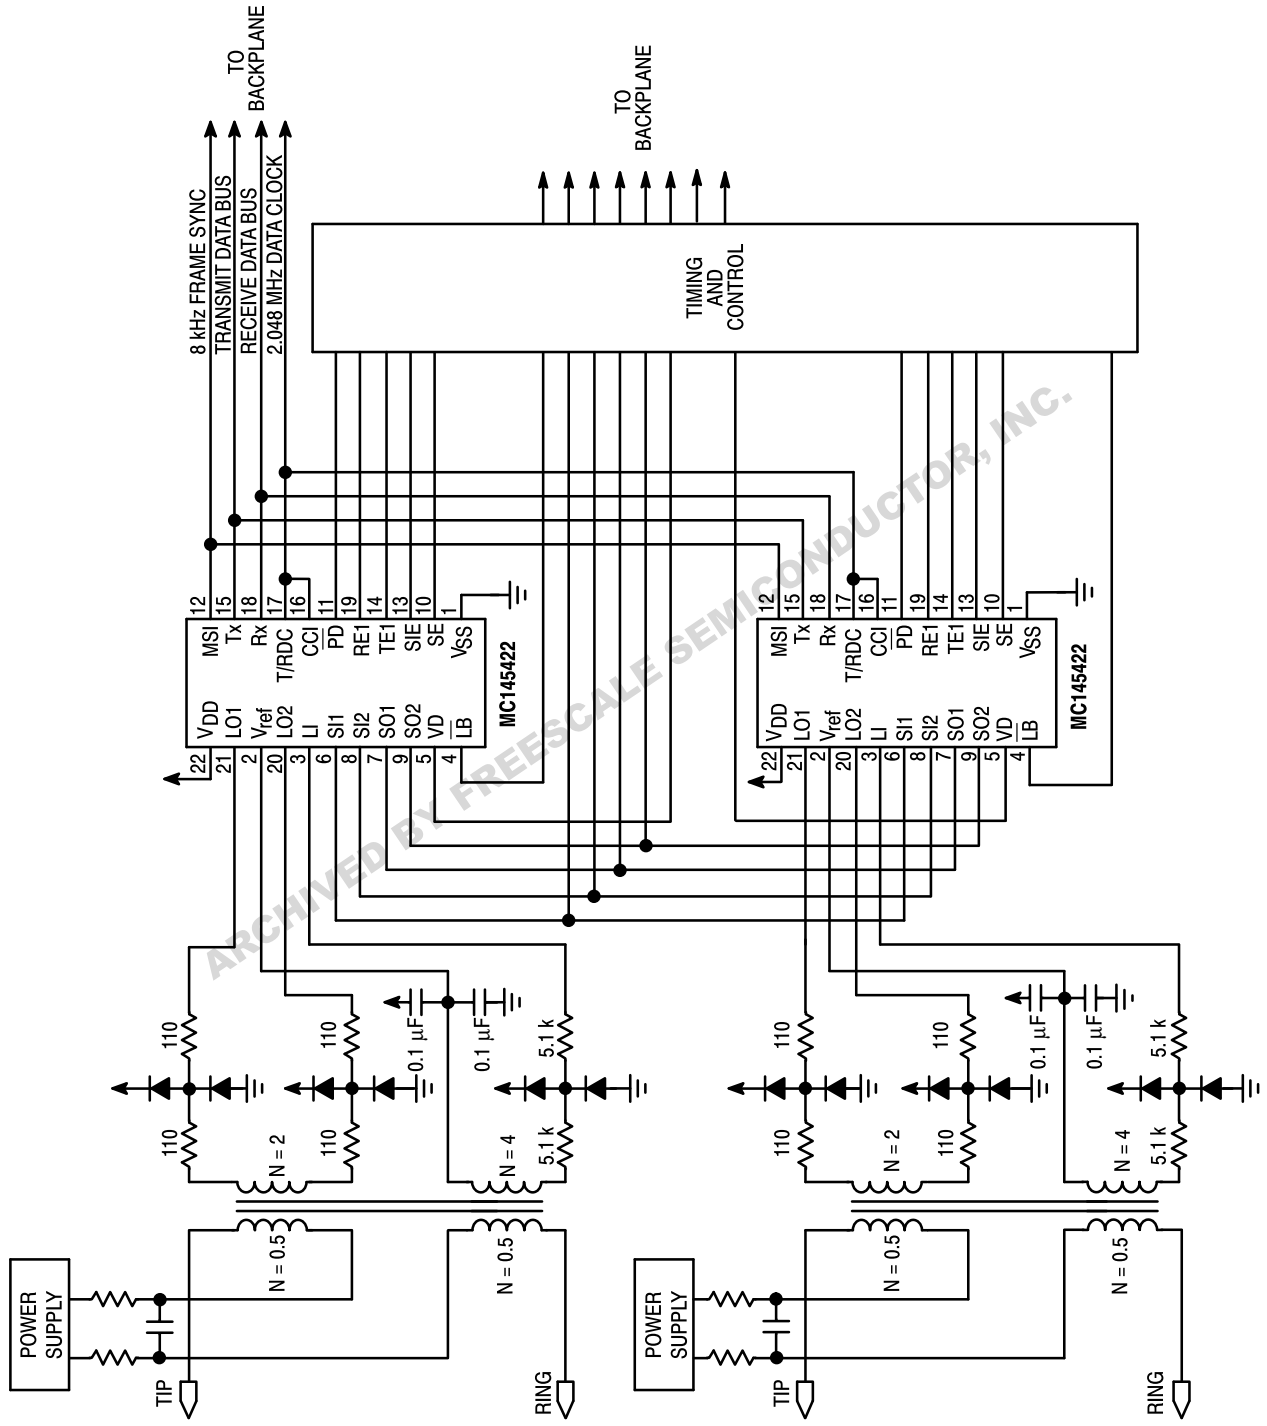 POWER
SUPPLY
TIP
RING
N = 0.5
N = 0.5
N = 2
N = 4
110
110
110
110
5.1 k
5.1 k
0.1 µF
0.1 µF
22 VDD
21 LO1
2 Vref
20 LO2
3 LI
6 SI1
8 SI2
7 SO1
9 SO2
5 VD
4 LB
MSI 12
Tx 15
Rx 18
T/RDC 17
CCI 16
PD 11
RE1 19
TE1 14
SIE 13
SE 10
VSS 1
MC145422
8 kHz FRAME SYNC
TRANSMIT DATA BUS
RECEIVE DATA BUS
2.048 MHz DATA CLOCK
TO
BACKPLANE
TIMING
AND
CONTROL
TO
BACKPLANE
POWER
SUPPLY
TIP
RING
N = 0.5
N = 0.5
N = 2
N = 4
110
110
110
110
5.1 k
5.1 k
0.1 µF
0.1 µF
22 VDD
21 LO1
2 Vref
20 LO2
3 LI
6 SI1
8 SI2
7 SO1
9 SO2
5 VD
4 LB
MSI 12
Tx 15
Rx 18
T/RDC 17
CCI 16
PD 11
RE1 19
TE1 14
SIE 13
SE 10
VSS 1
MC145422
ARCHIVED BY FREESCALE SEMICONDUCTOR, INC.